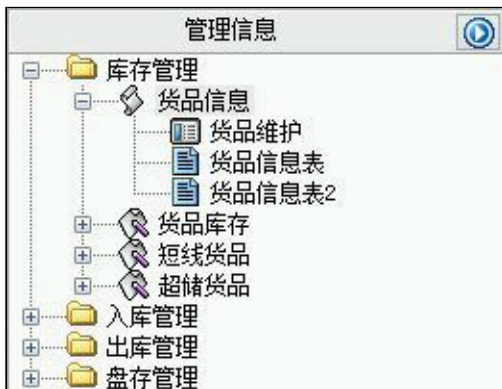 管理信息
库存管理
货品信息
货品维护
货品信息表
货品信息表2
货品库存
短线货品
超储货品
入库管理
出库管理
盘存管理